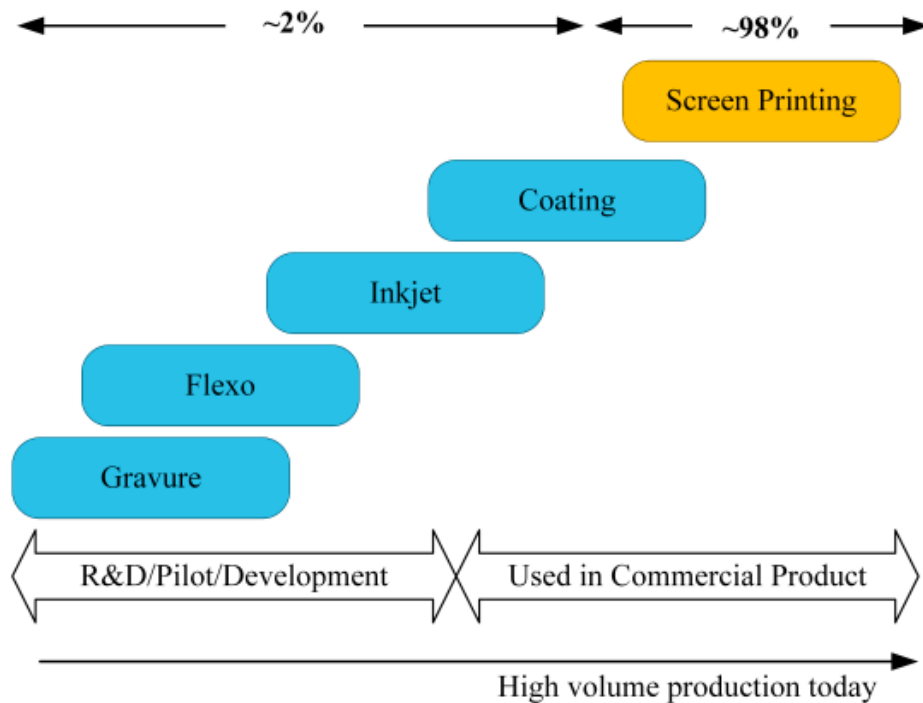 ~2%
~98%
Screen Printing
Coating
Inkjet
Flexo
Gravure
R&D/Pilot/Development
Used in Commercial Product
High volume production today